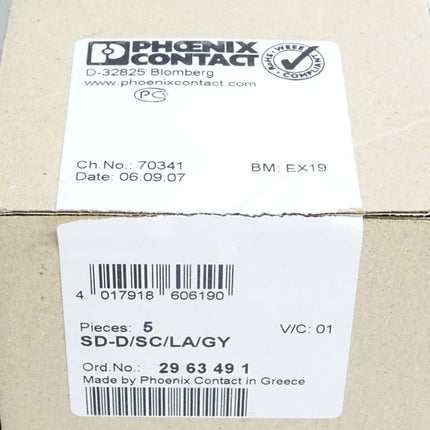 PHOENIX
CONTACT
RoHS - WEEE
COMPLIANT
D-32825 Blomberg
www.phoenixcontact.com
PC
Ch.No.: 70341 BM: EX19
Date: 06.09.07
4 017918 606190
Pieces: 5 V/C: 01
SD-D/SC/LA/GY
Ord.No.: 29 63 49 1
Made by Phoenix Contact in Greece